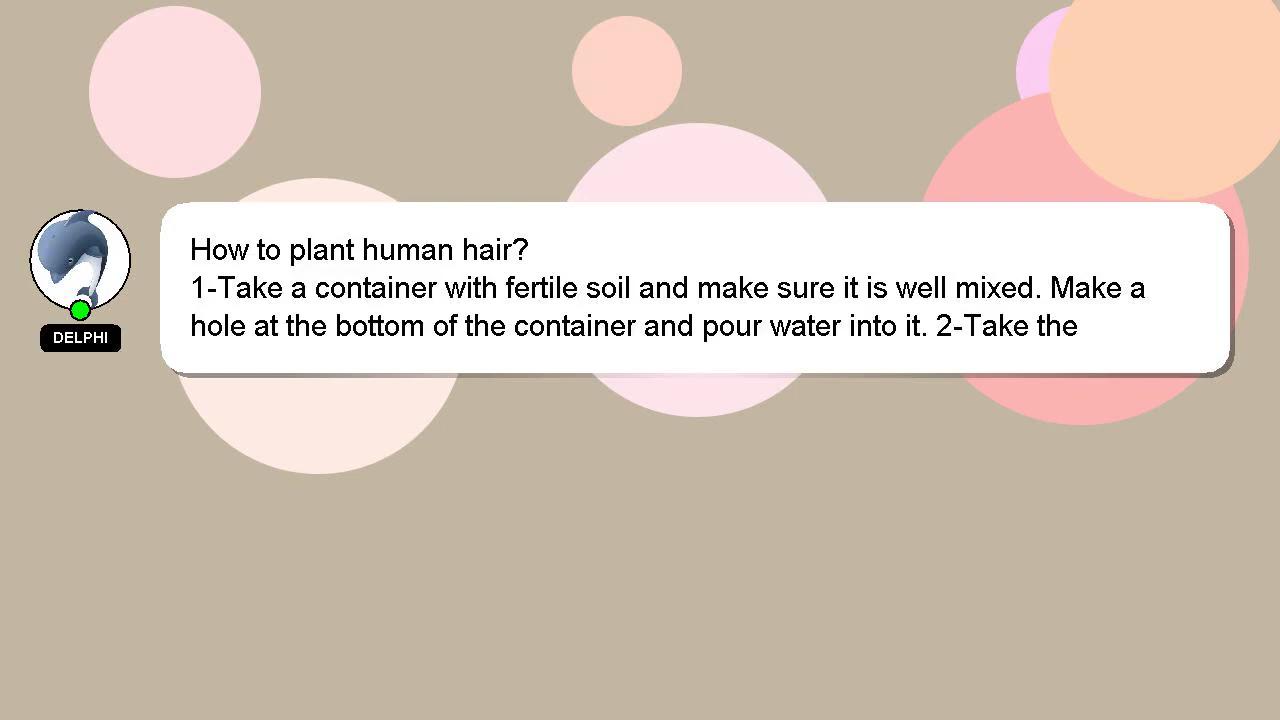 How to plant human hair?
1-Take a container with fertile soil and make sure it is well mixed. Make a
hole at the bottom of the container and pour water into it. 2-Take the
DELPHI